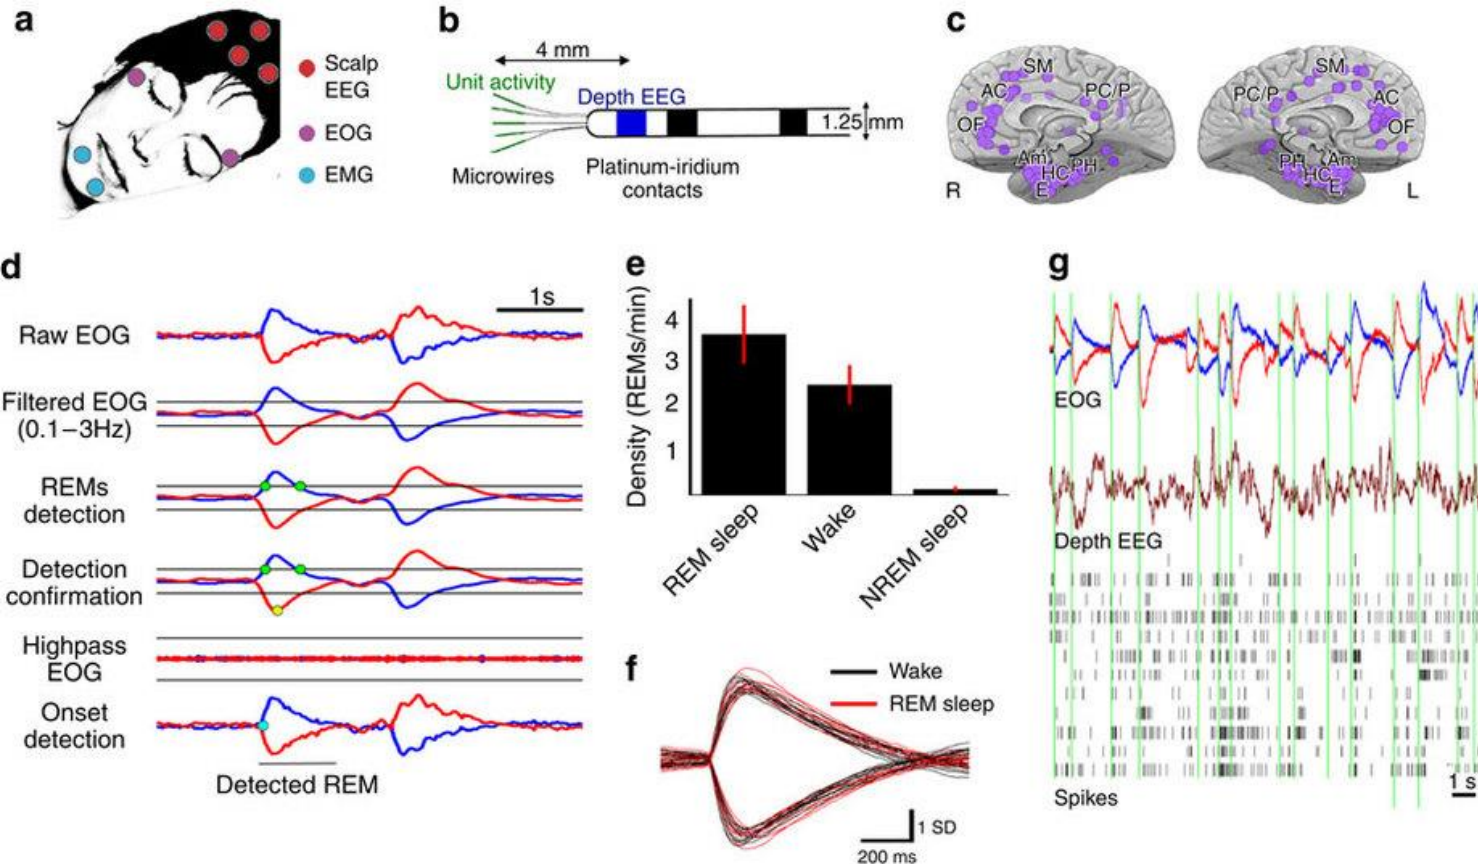 a
Scalp
EEG
EOG
EMG
b
4 mm
Unit activity
Depth EEG
1.25 mm
Microwires
Platinum-iridium
contacts
c
SM
AC
PC/P
OF
Am
HC
PH
E
R
SM
PC/P
AC
OF
PH
Am
HC
E
L
d
1s
Raw EOG
Filtered EOG
(0.1–3Hz)
REMs
detection
Detection
confirmation
Highpass
EOG
Onset
detection
Detected REM
e
Density (REMs/min)
4
3
2
1
REM sleep
Wake
NREM sleep
f
Wake
REM sleep
1 SD
200 ms
g
EOG
Depth EEG
Spikes
1 s